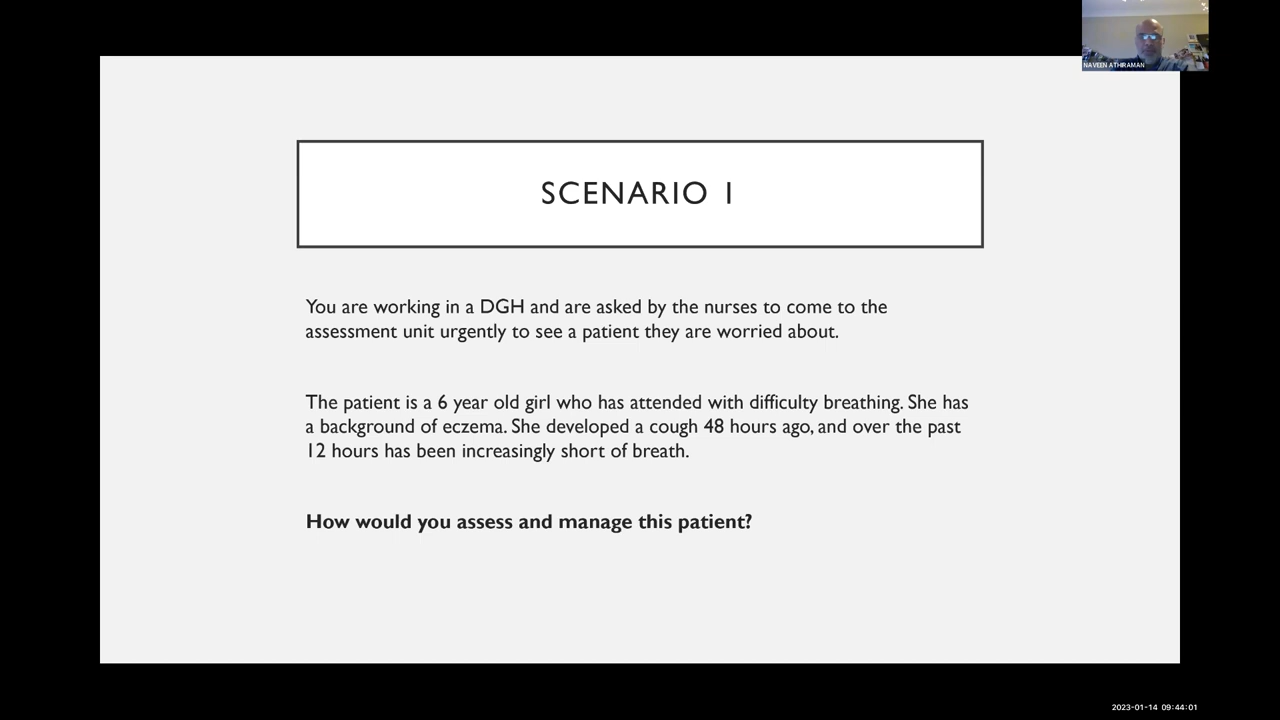 NAVEEN ATHIRAMAN
SCENARIO 1
You are working in a DGH and are asked by the nurses to come to the
assessment unit urgently to see a patient they are worried about.
The patient is a 6 year old girl who has attended with difficulty breathing. She has
a background of eczema. She developed a cough 48 hours ago, and over the past
12 hours has been increasingly short of breath.
How would you assess and manage this patient?
2023-01-14 09:44:01